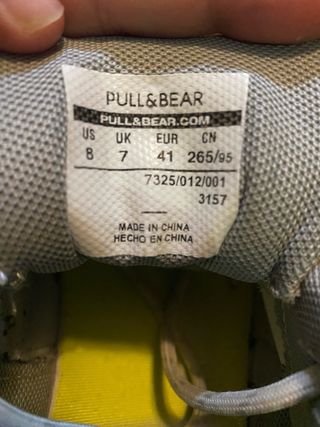 PULL&BEAR
PULL&BEAR.COM
US UK EUR CN
8 7 41 265/95
7325/012/001
3157
MADE IN CHINA
HECHO EN CHINA